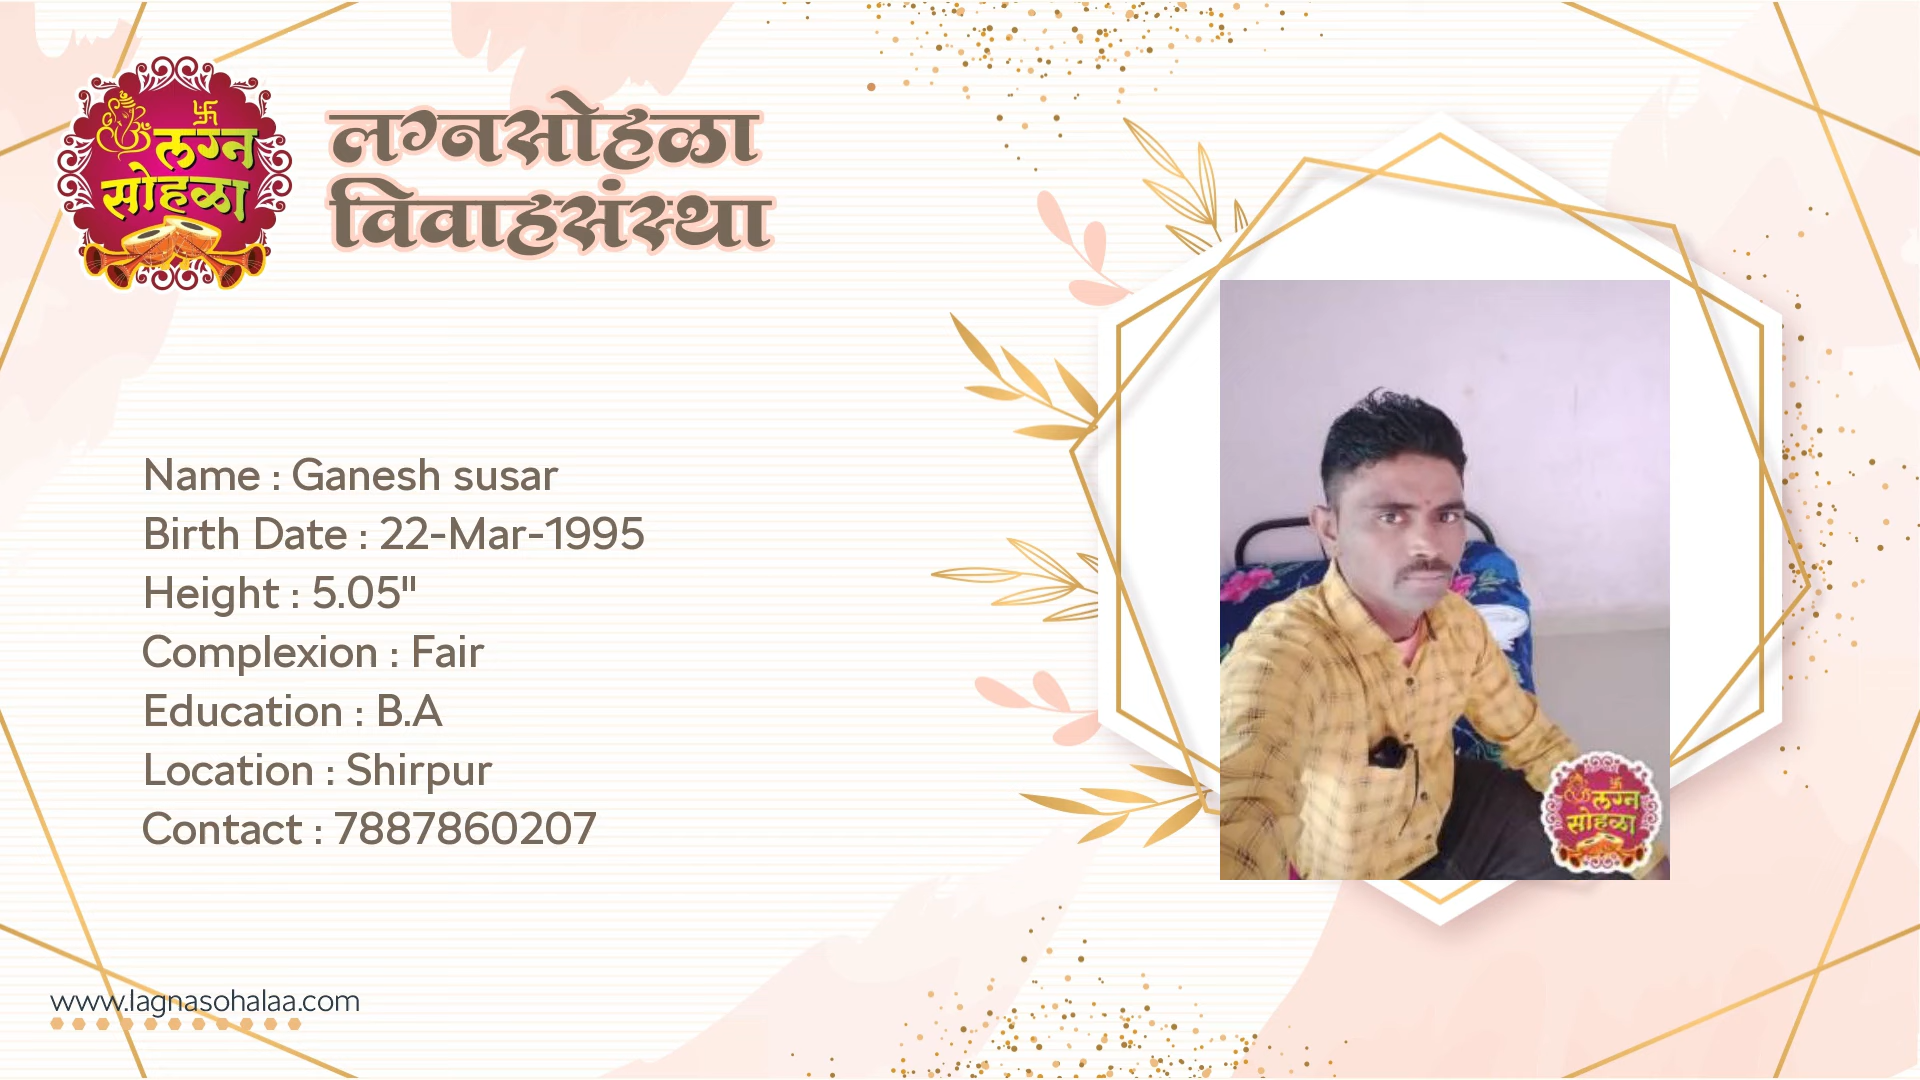 लग्न
सोहळा
लग्नसोहळा
विवाहसंस्था
Name : Ganesh susar
Birth Date : 22-Mar-1995
Height : 5.05"
Complexion : Fair
Education : B.A
Location : Shirpur
Contact : 7887860207
लग्न
सोहळा
www.lagnasohalaa.com